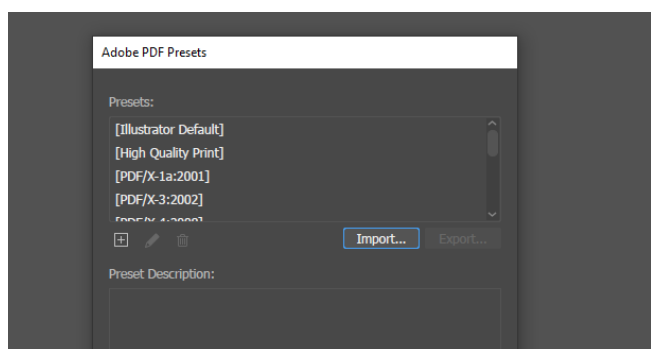 Adobe PDF Presets
Presets:
[Illustrator Default]
[High Quality Print]
[PDF/X-1a:2001]
[PDF/X-3:2002]
Import... Export...
Preset Description: